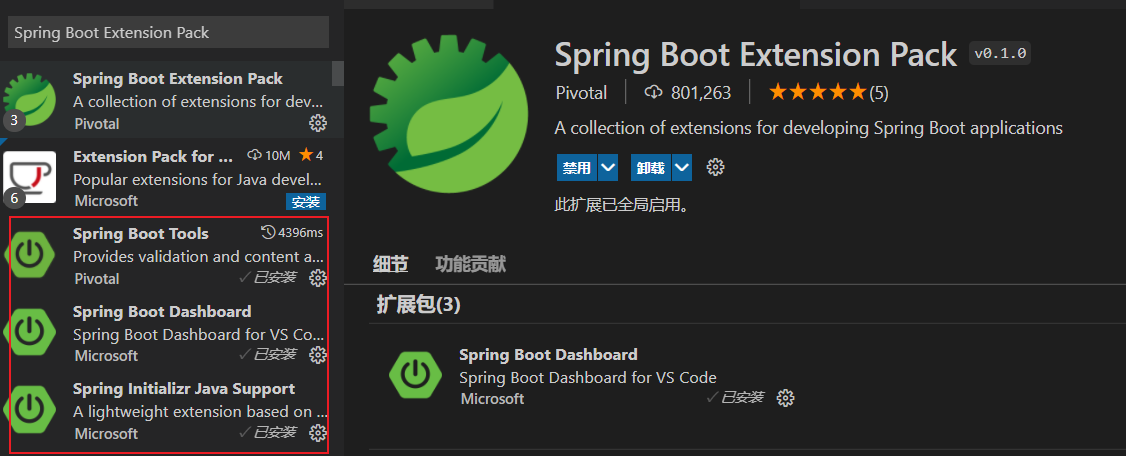 Spring Boot Extension Pack
Spring Boot Extension Pack
A collection of extensions for dev...
3
Pivotal
Extension Pack for ... 10M 4
Popular extensions for Java devel...
6
Microsoft 安装
Spring Boot Tools 4396ms
Provides validation and content a...
Pivotal 已安装
Spring Boot Dashboard
Spring Boot Dashboard for VS Co...
Microsoft 已安装
Spring Initializr Java Support
A lightweight extension based on ...
Microsoft 已安装
Spring Boot Extension Pack v0.1.0
Pivotal 801,263 ★★★★★(5)
A collection of extensions for developing Spring Boot applications
禁用 卸载
此扩展已全局启用。
细节 功能贡献
扩展包(3)
Spring Boot Dashboard
Spring Boot Dashboard for VS Code
Microsoft 已安装